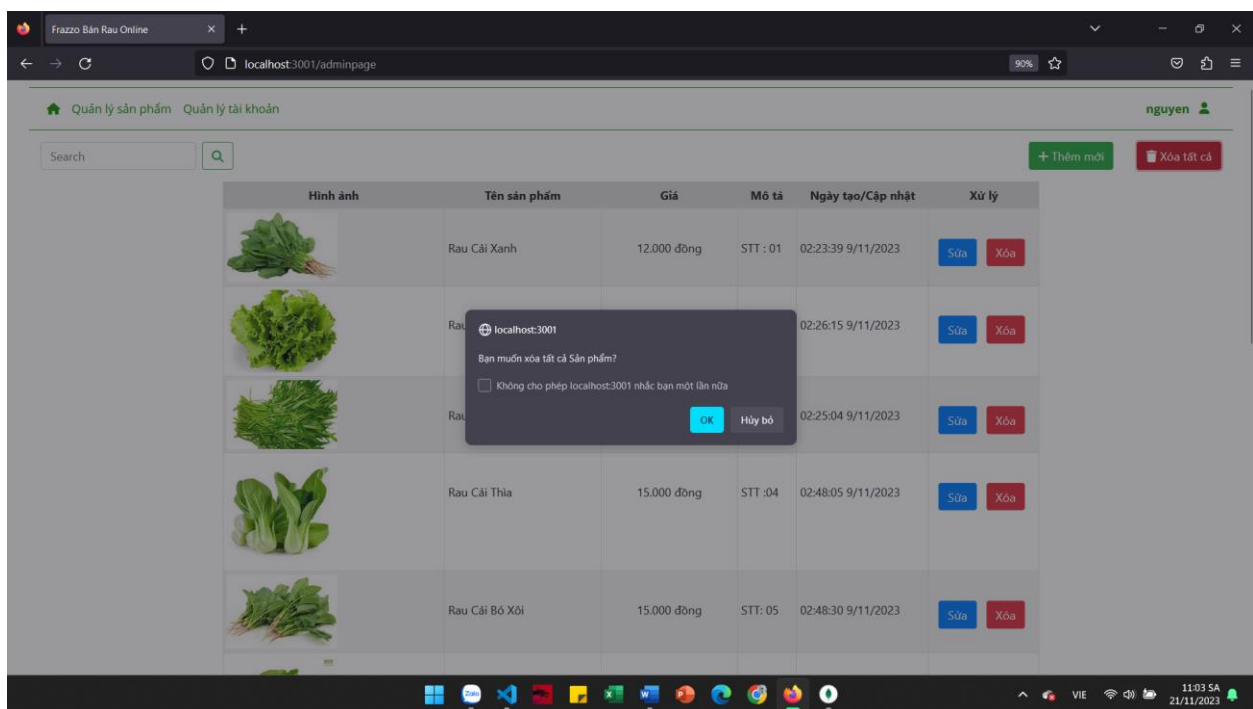 Frazzo Bán Rau Online
localhost:3001/adminpage
90%
Quản lý sản phẩm Quản lý tài khoản
nguyen
Search
Thêm mới
Xóa tất cả
Hình ảnh Tên sản phẩm Giá Mô tả Ngày tạo/Cập nhật Xử lý
Rau Cải Xanh 12.000 đồng STT : 01 02:23:39 9/11/2023 Sửa Xóa
Rau 02:26:15 9/11/2023 Sửa Xóa
localhost:3001
Bạn muốn xóa tất cả Sản phẩm?
Không cho phép localhost:3001 nhắc bạn một lần nữa
OK Hủy bỏ
Rau 02:25:04 9/11/2023 Sửa Xóa
Rau Cải Thìa 15.000 đồng STT :04 02:48:05 9/11/2023 Sửa Xóa
Rau Cải Bó Xôi 15.000 đồng STT: 05 02:48:30 9/11/2023 Sửa Xóa
Zalo
VIE
11:03 SA
21/11/2023